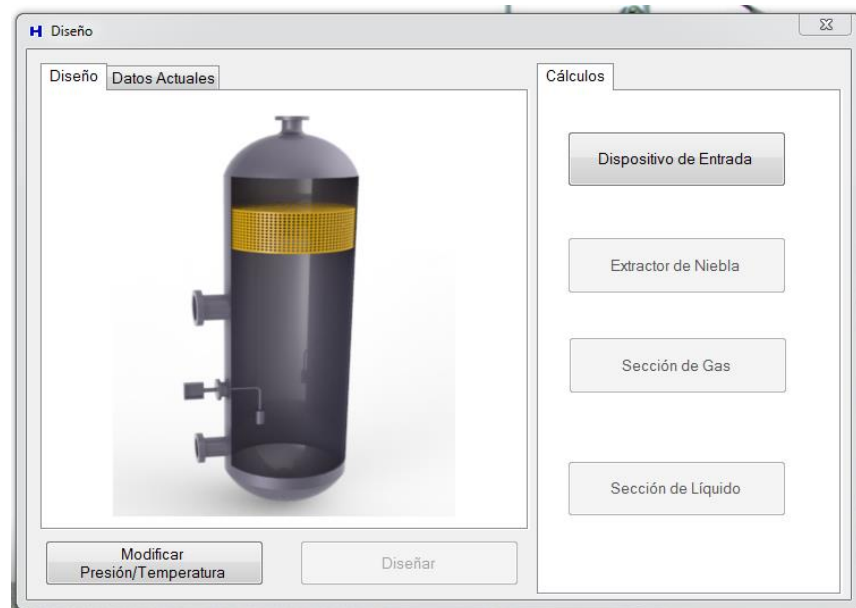 H Diseño
Diseño
Datos Actuales
Modificar
Presión/Temperatura
Diseñar
Cálculos
Dispositivo de Entrada
Extractor de Niebla
Sección de Gas
Sección de Líquido